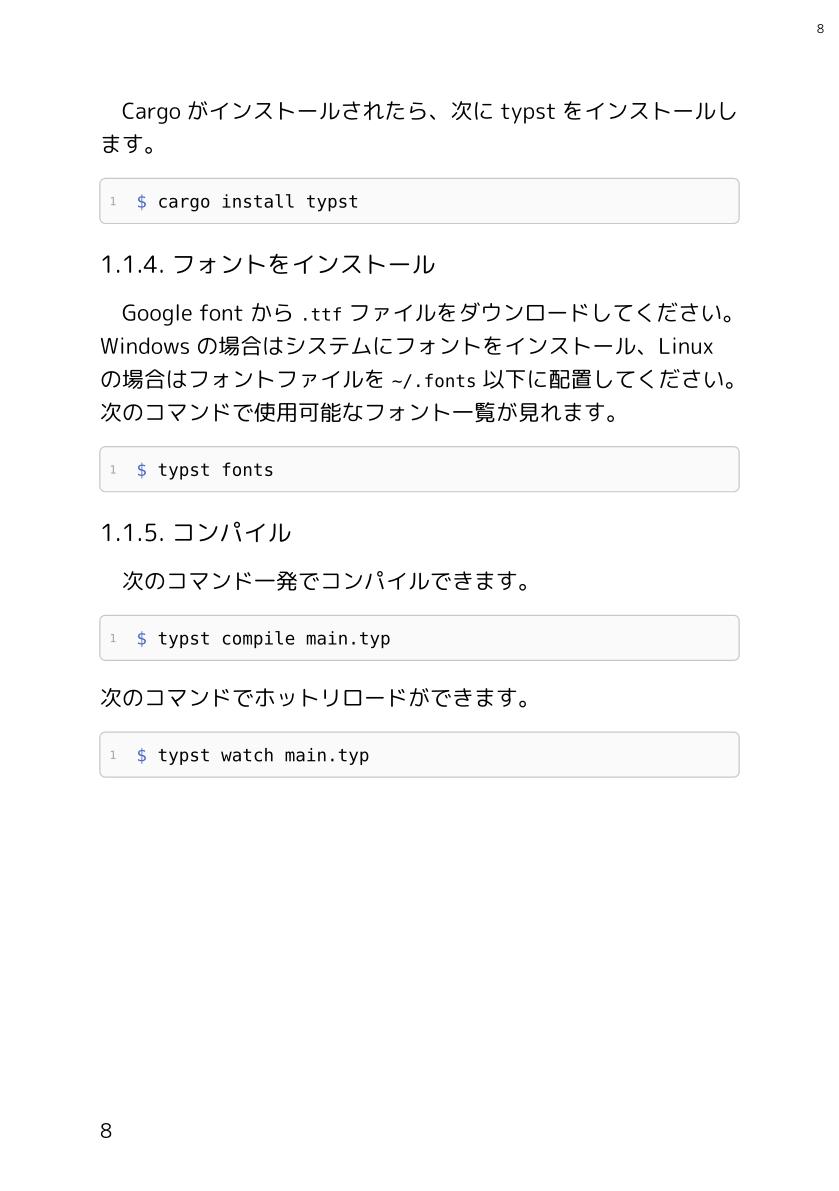 8
Cargo がインストールされたら、次に typst をインストールし
ます。
1 $ cargo install typst
1.1.4. フォントをインストール
Google font から .ttf ファイルをダウンロードしてください。
Windows の場合はシステムにフォントをインストール、Linux
の場合はフォントファイルを ~/.fonts 以下に配置してください。
次のコマンドで使用可能なフォント一覧が見れます。
1 $ typst fonts
1.1.5. コンパイル
次のコマンド一発でコンパイルできます。
1 $ typst compile main.typ
次のコマンドでホットリロードができます。
1 $ typst watch main.typ
8